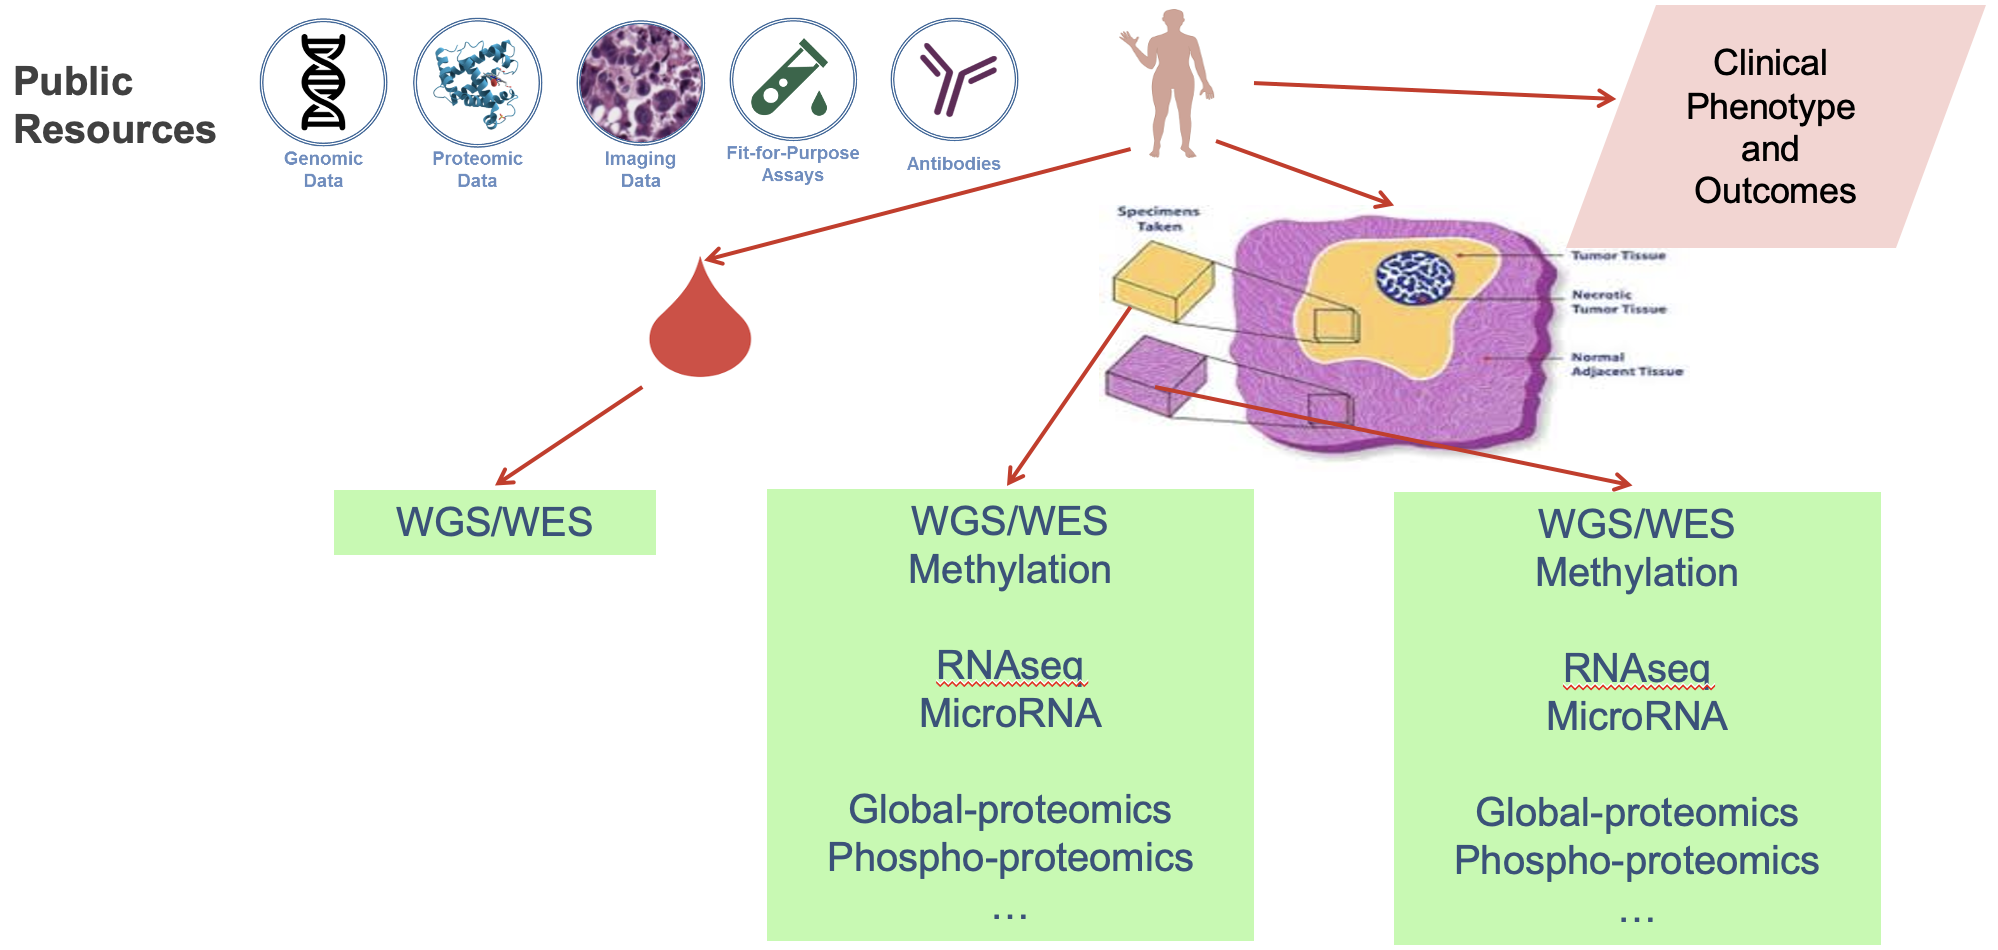 Public
Resources
Genomic
Data
Proteomic
Data
Imaging
Data
Fit-for-Purpose
Assays
Antibodies
Clinical
Phenotype
and
Outcomes
Specimens
Taken
Tumor Tissue
Necrotic
Tumor Tissue
Normal
Adjacent Tissue
WGS/WES
WGS/WES
Methylation
RNAseq
MicroRNA
Global-proteomics
Phospho-proteomics
…
WGS/WES
Methylation
RNAseq
MicroRNA
Global-proteomics
Phospho-proteomics
…